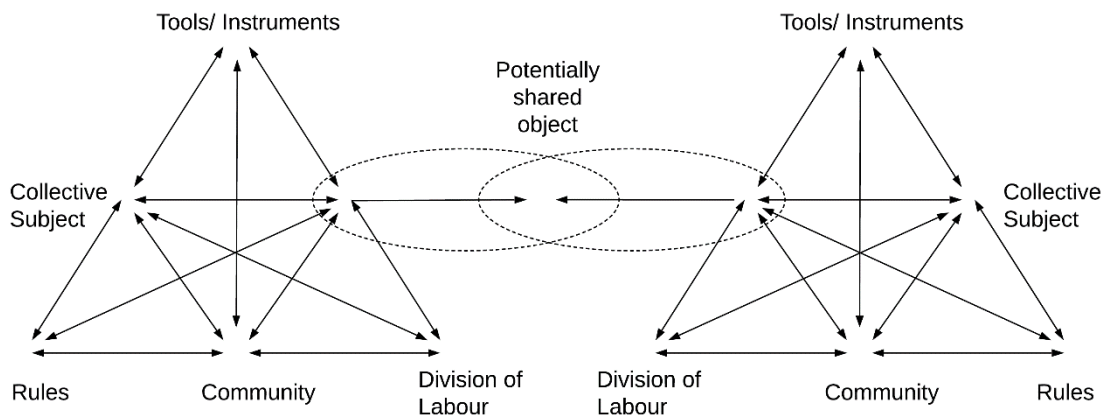 Tools/ Instruments
Tools/ Instruments
Potentially
shared
object
Collective
Subject
Collective
Subject
Rules
Community
Division of
Labour
Division of
Labour
Community
Rules